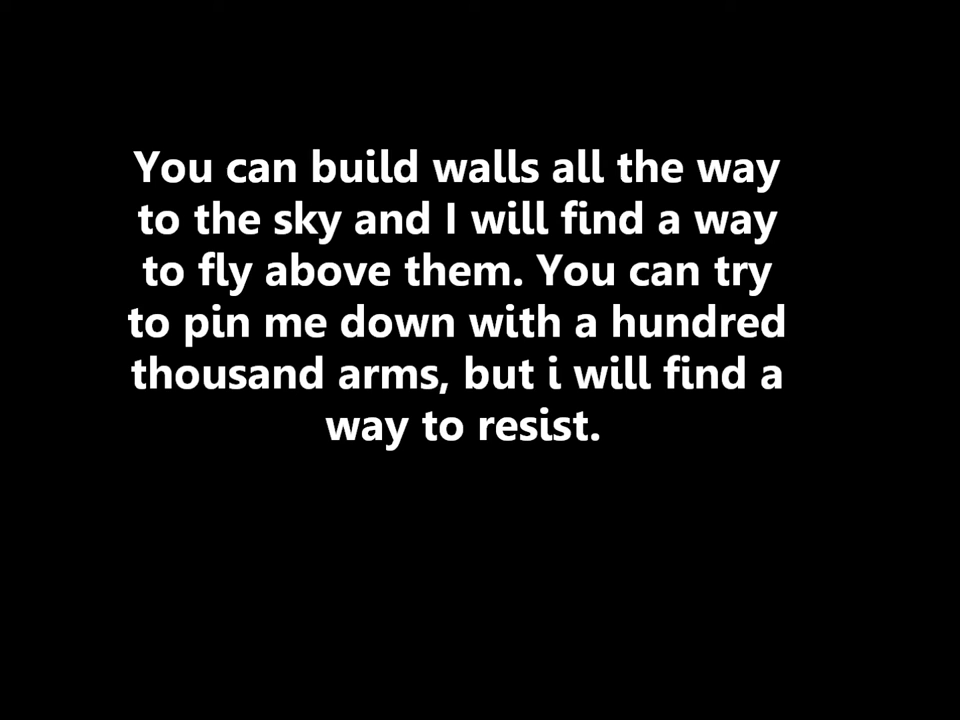 You can build walls all the way
to the sky and I will find a way
to fly above them. You can try
to pin me down with a hundred
thousand arms, but i will find a
way to resist.